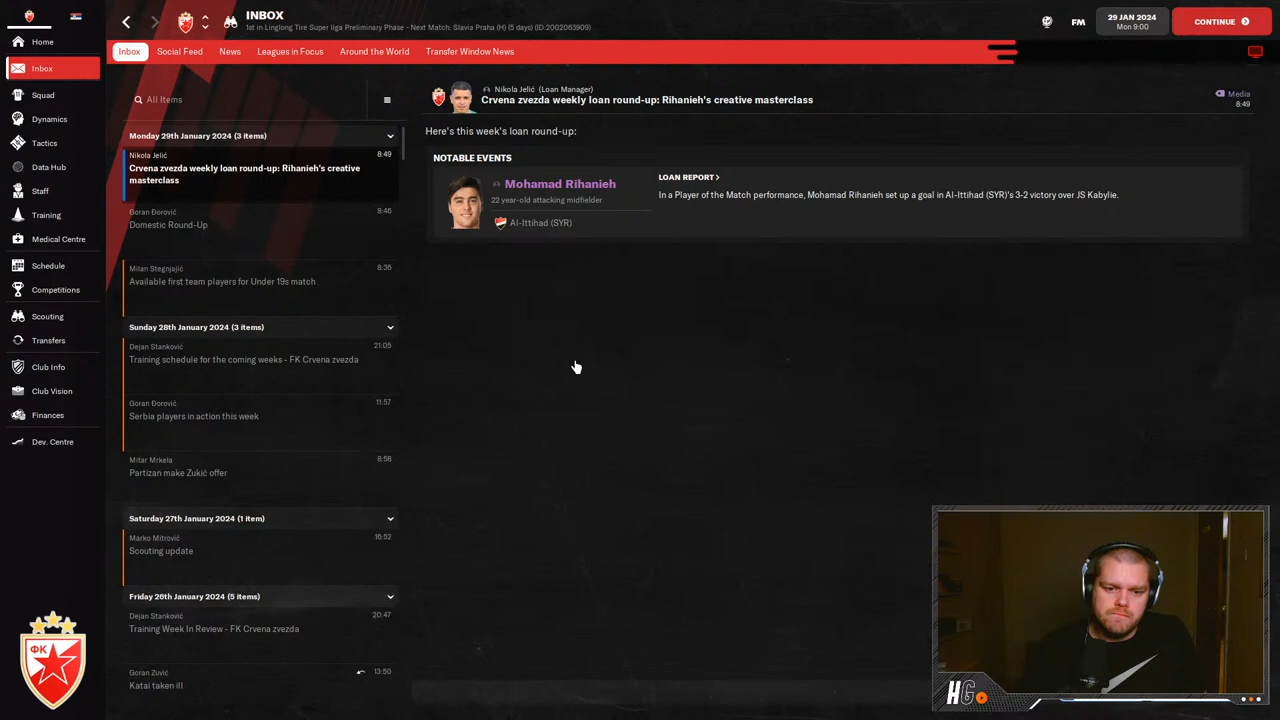 INBOX
1st in Linglong Tire Super liga Preliminary Phase - Next Match: Slavia Praha (H) (5 days) (ID:2002063909)
FM
29 JAN 2024
Mon 9:00
CONTINUE
Home
Inbox
Squad
Dynamics
Tactics
Data Hub
Staff
Training
Medical Centre
Schedule
Competitions
Scouting
Transfers
Club Info
Club Vision
Finances
Dev. Centre
ФК
Inbox
Social Feed
News
Leagues in Focus
Around the World
Transfer Window News
All Items
Monday 29th January 2024 (3 items)
Nikola Jelić 8:49
Crvena zvezda weekly loan round-up: Rihanieh's creative
masterclass
Goran Đorović 8:46
Domestic Round-Up
Milan Stegnjajić 8:36
Available first team players for Under 19s match
Sunday 28th January 2024 (3 items)
Dejan Stanković 21:05
Training schedule for the coming weeks - FK Crvena zvezda
Goran Đorović 11:57
Serbia players in action this week
Mitar Mrkela 8:58
Partizan make Zukić offer
Saturday 27th January 2024 (1 item)
Marko Mitrović 16:52
Scouting update
Friday 26th January 2024 (5 items)
Dejan Stanković 20:47
Training Week In Review - FK Crvena zvezda
Goran Zuvić 13:50
Katai taken ill
Nikola Jelić (Loan Manager)
Crvena zvezda weekly loan round-up: Rihanieh's creative masterclass
Media
8:49
Here's this week's loan round-up:
NOTABLE EVENTS
Mohamad Rihanieh
22 year-old attacking midfielder
Al-Ittihad (SYR)
LOAN REPORT
In a Player of the Match performance, Mohamad Rihanieh set up a goal in Al-Ittihad (SYR)'s 3-2 victory over JS Kabylie.
HG